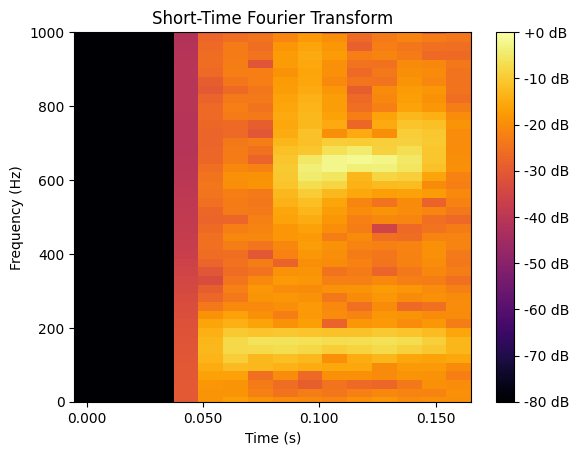 Short-Time Fourier Transform
Frequency (Hz)
1000
800
600
400
200
0
0.000
0.050
0.100
0.150
Time (s)
+0 dB
-10 dB
-20 dB
-30 dB
-40 dB
-50 dB
-60 dB
-70 dB
-80 dB